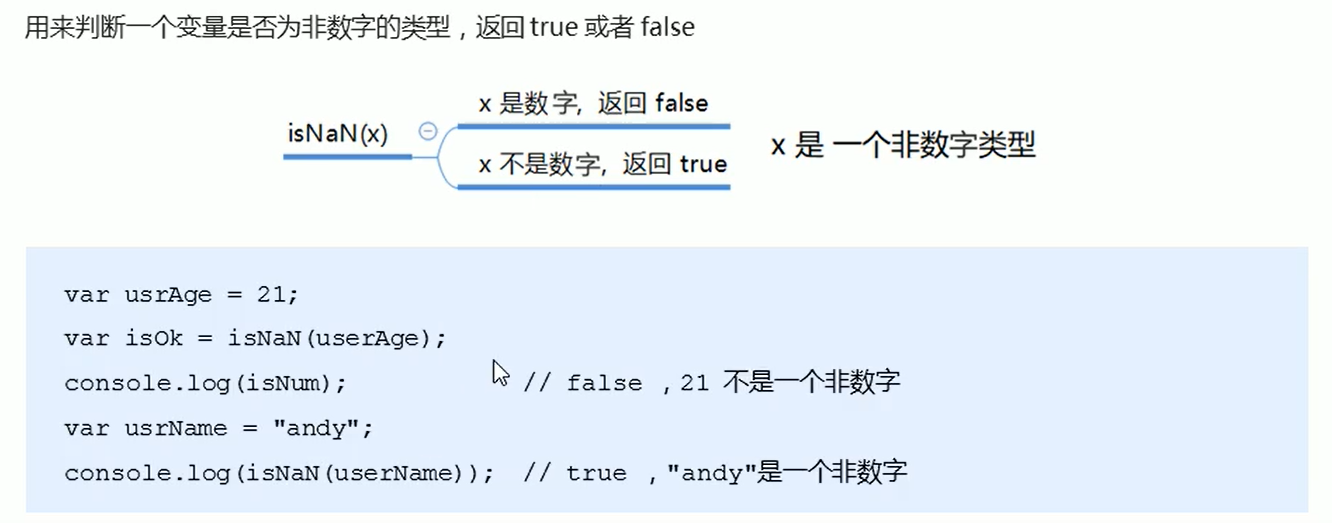 用来判断一个变量是否为非数字的类型，返回 true 或者 false
x 是数字，返回 false
isNaN(x)
x 不是数字，返回 true
x 是 一个非数字类型
var usrAge = 21;
var isOk = isNaN(userAge);
console.log(isNum); // false ,21 不是一个非数字
var usrName = "andy";
console.log(isNaN(userName)); // true ,"andy"是一个非数字